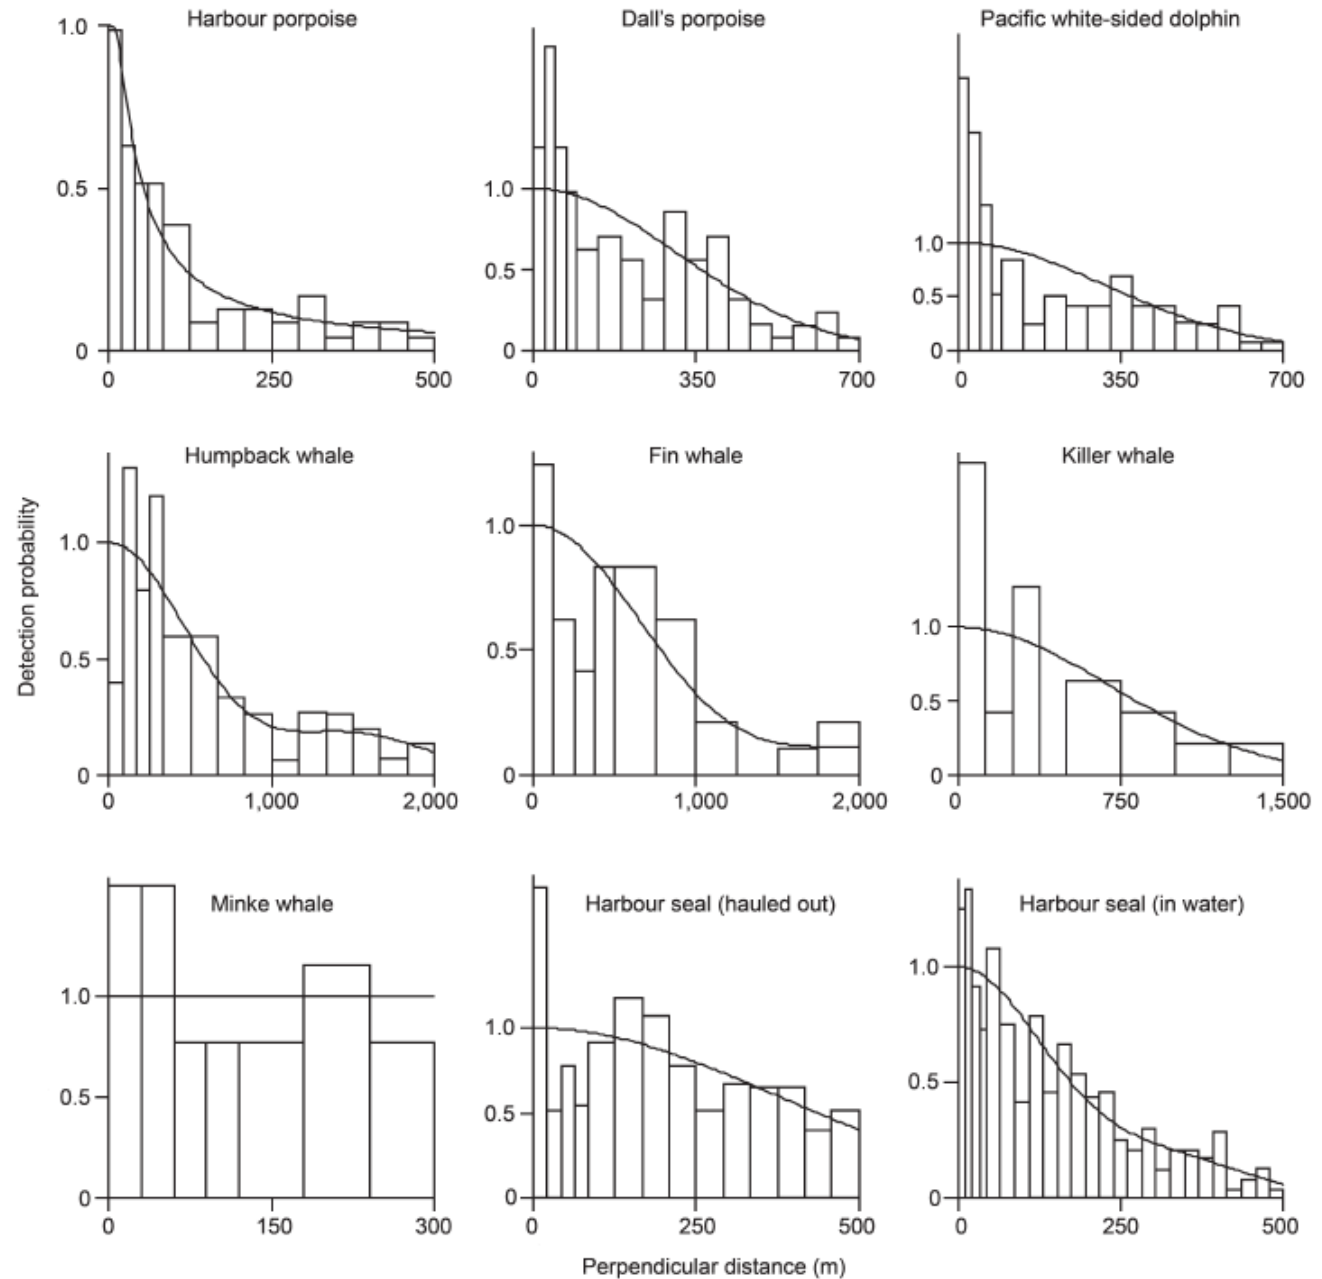 Harbour porpoise
1.0
0.5
0
0 250 500
Dall's porpoise
1.0
0.5
0
0 350 700
Pacific white-sided dolphin
1.0
0.5
0
0 350 700
Detection probability
Humpback whale
1.0
0.5
0
0 1,000 2,000
Fin whale
1.0
0.5
0
0 1,000 2,000
Killer whale
1.0
0.5
0
0 750 1,500
Minke whale
1.0
0.5
0
0 150 300
Harbour seal (hauled out)
1.0
0.5
0
0 250 500
Harbour seal (in water)
1.0
0.5
0
0 250 500
Perpendicular distance (m)